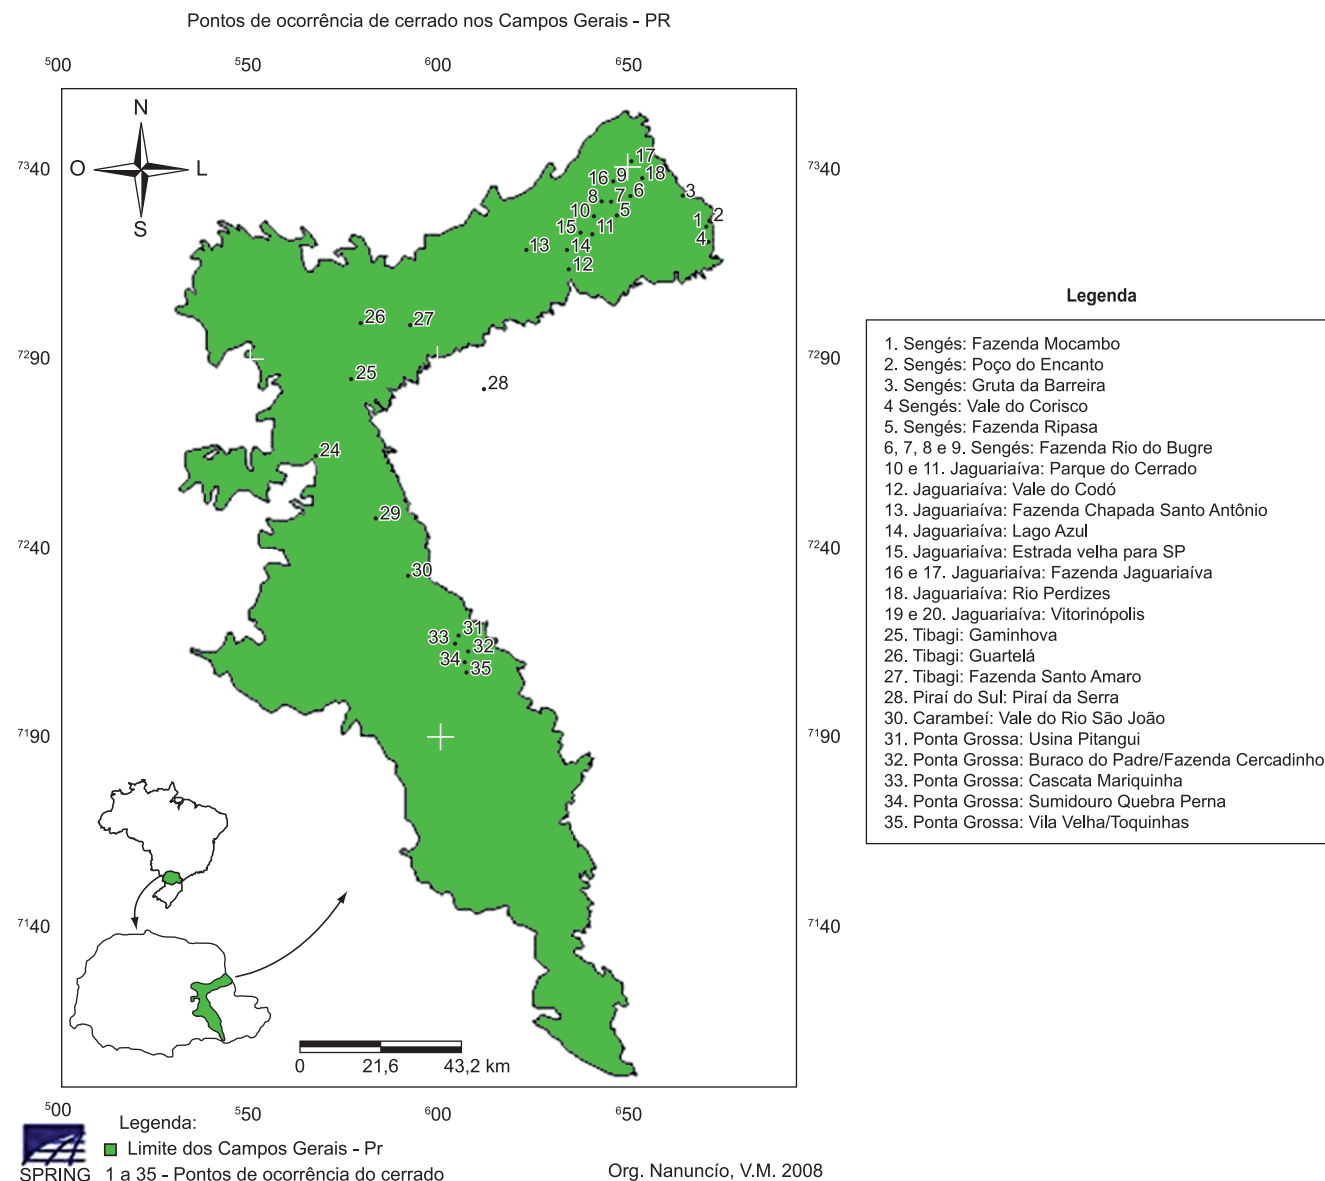 Pontos de ocorrência de cerrado nos Campos Gerais - PR
500 550 600 650
N
O L
S
7340 7340
7290 7290
7240 7240
7190 7190
7140 7140
17
16 9 18
8 7 6 3
10 5 1 2
15 11 4
13 14
12
26 27
25 28
24
29
30
31
33 32
34 35
0 21,6 43,2 km
500 550 600 650
Legenda
1. Sengés: Fazenda Mocambo
2. Sengés: Poço do Encanto
3. Sengés: Gruta da Barreira
4 Sengés: Vale do Corisco
5. Sengés: Fazenda Ripasa
6, 7, 8 e 9. Sengés: Fazenda Rio do Bugre
10 e 11. Jaguariaíva: Parque do Cerrado
12. Jaguariaíva: Vale do Codó
13. Jaguariaíva: Fazenda Chapada Santo Antônio
14. Jaguariaíva: Lago Azul
15. Jaguariaíva: Estrada velha para SP
16 e 17. Jaguariaíva: Fazenda Jaguariaíva
18. Jaguariaíva: Rio Perdizes
19 e 20. Jaguariaíva: Vitorinópolis
25. Tibagi: Gaminhova
26. Tibagi: Guartelá
27. Tibagi: Fazenda Santo Amaro
28. Piraí do Sul: Piraí da Serra
30. Carambeí: Vale do Rio São João
31. Ponta Grossa: Usina Pitangui
32. Ponta Grossa: Buraco do Padre/Fazenda Cercadinho
33. Ponta Grossa: Cascata Mariquinha
34. Ponta Grossa: Sumidouro Quebra Perna
35. Ponta Grossa: Vila Velha/Toquinhas
Legenda:
Limite dos Campos Gerais - Pr
SPRING 1 a 35 - Pontos de ocorrência do cerrado
Org. Nanuncío, V.M. 2008